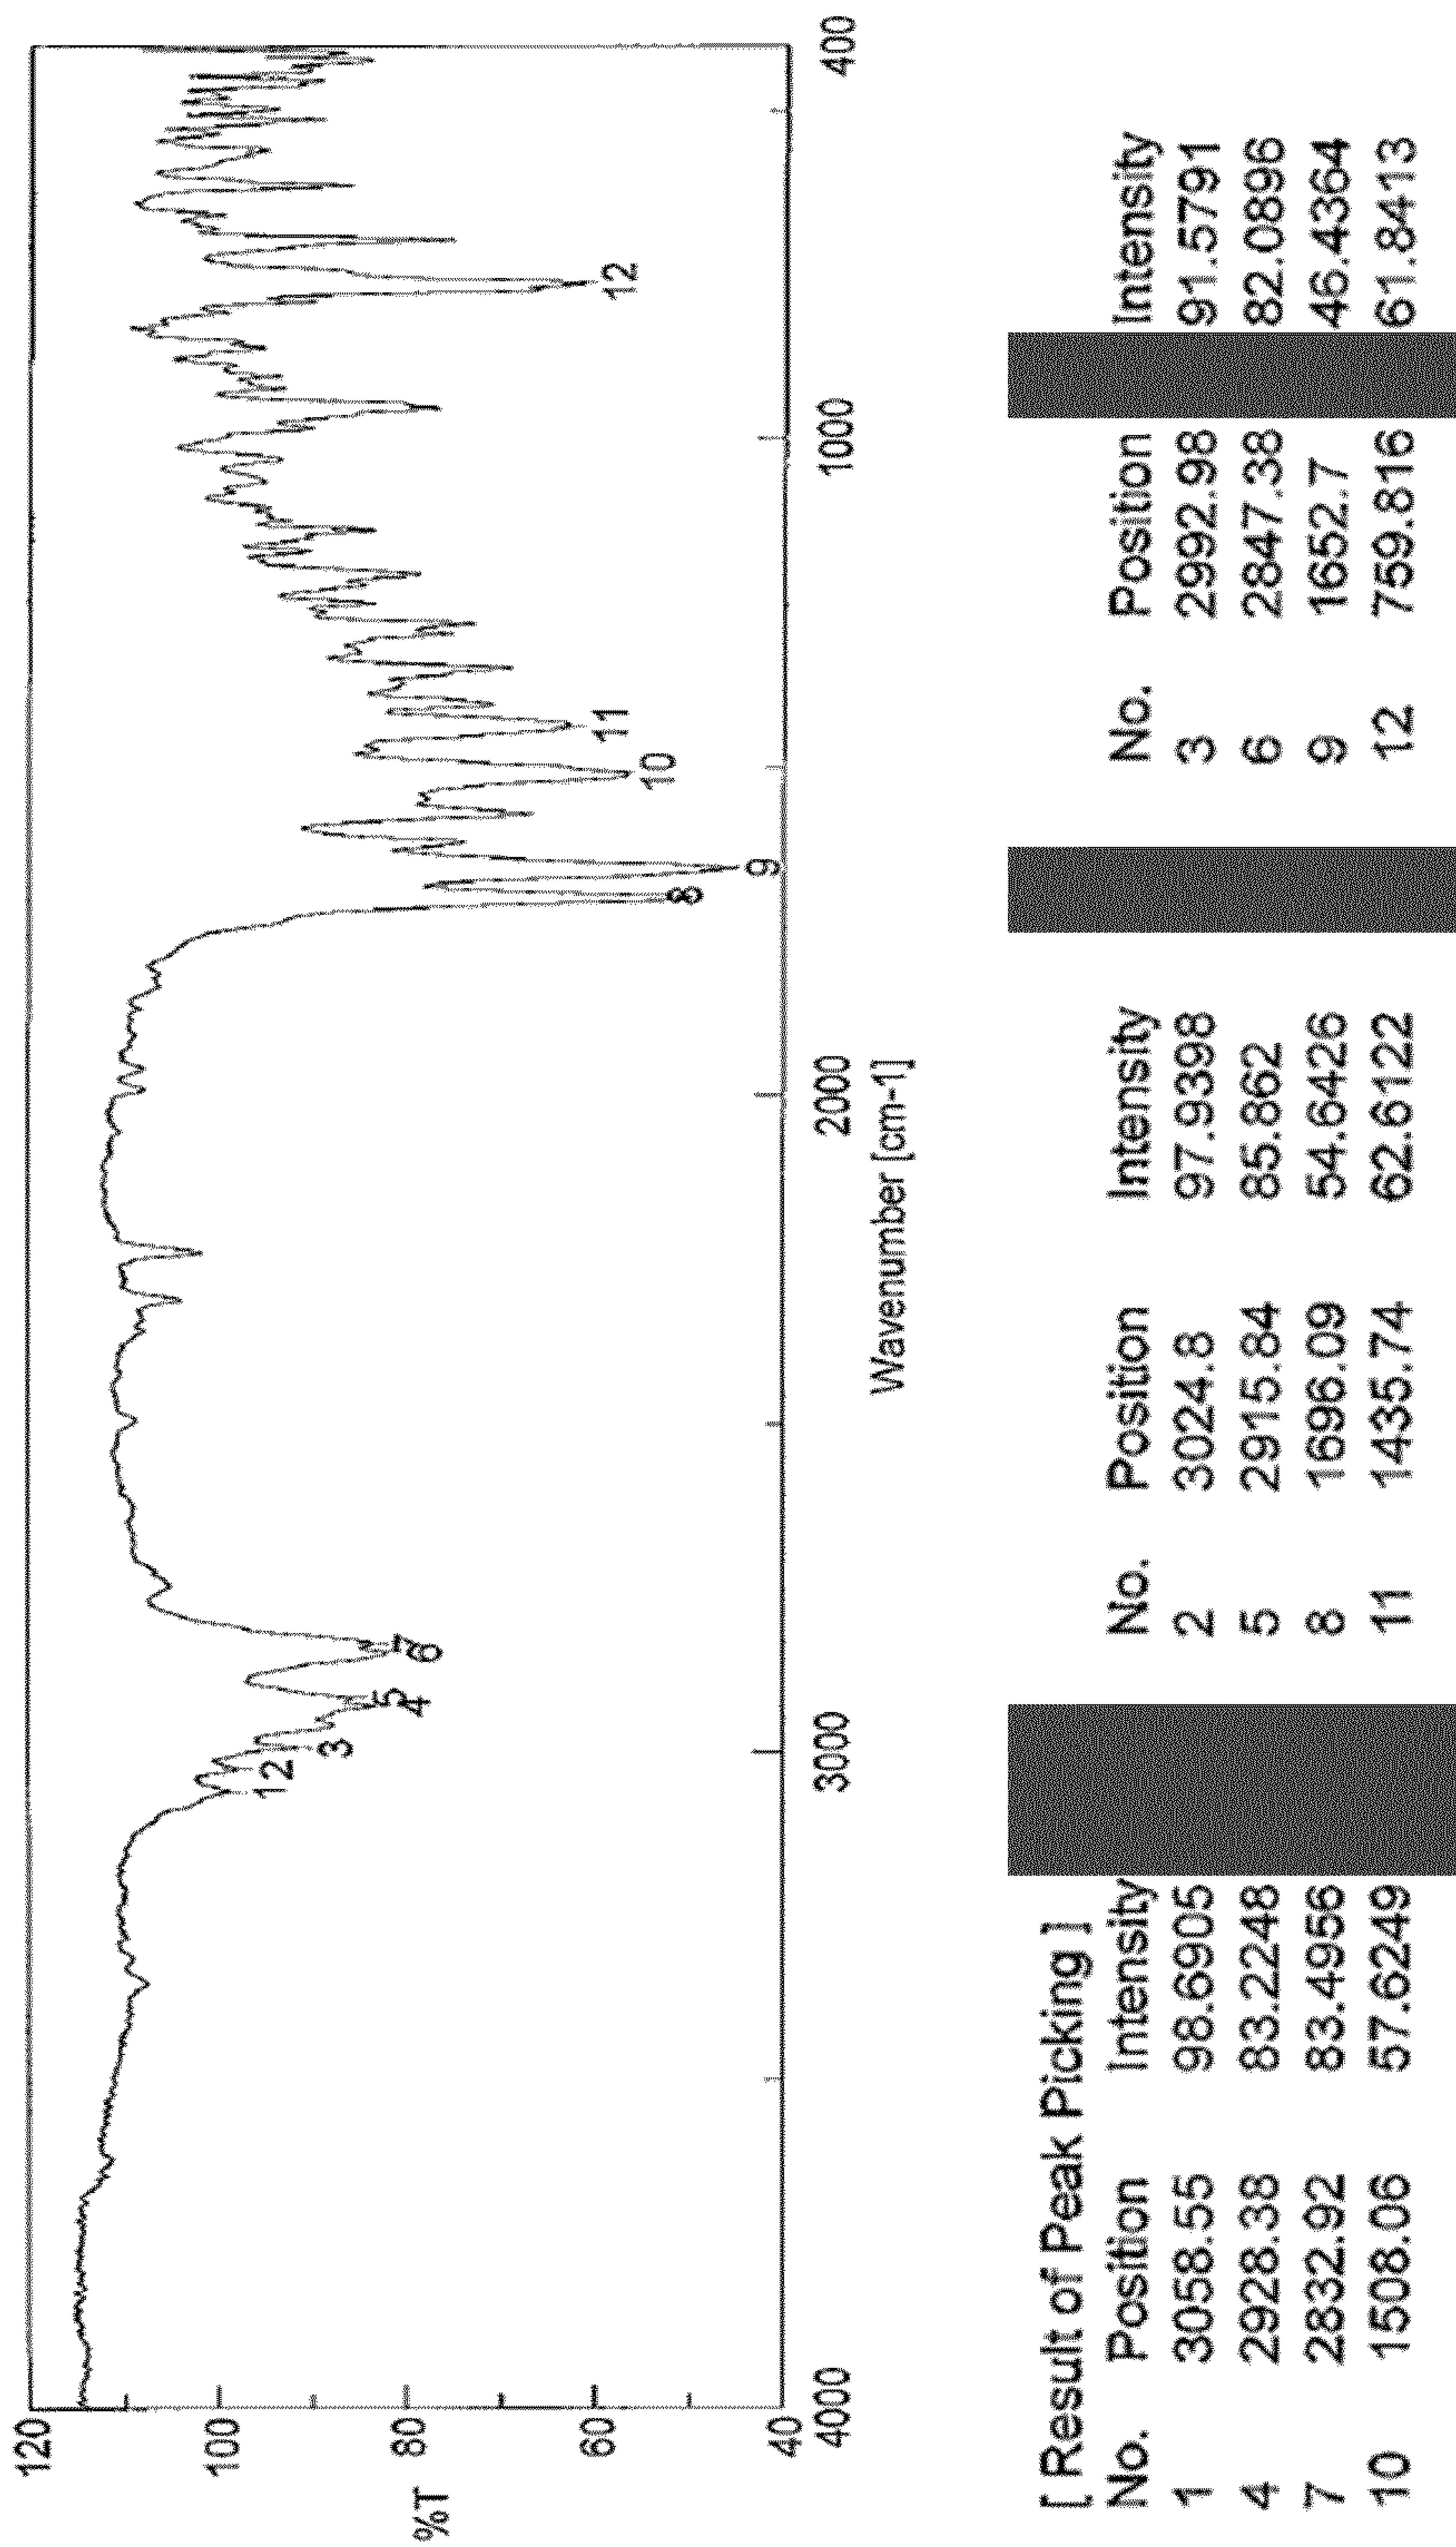 120
100
80
60
40
%T
4000
3000
2000
1000
400
Wavenumber [cm-1]
1
2
3
4
5
6
7
8
9
10
11
12
[ Result of Peak Picking ]
No. Position Intensity No. Position Intensity No. Position Intensity
1 3058.55 98.6905 2 3024.8 97.9398 3 2992.98 91.5791
4 2928.38 83.2248 5 2915.84 85.862 6 2847.38 82.0896
7 2832.92 83.4956 8 1696.09 54.6426 9 1652.7 46.4364
10 1508.06 57.6249 11 1435.74 62.6122 12 759.816 61.8413